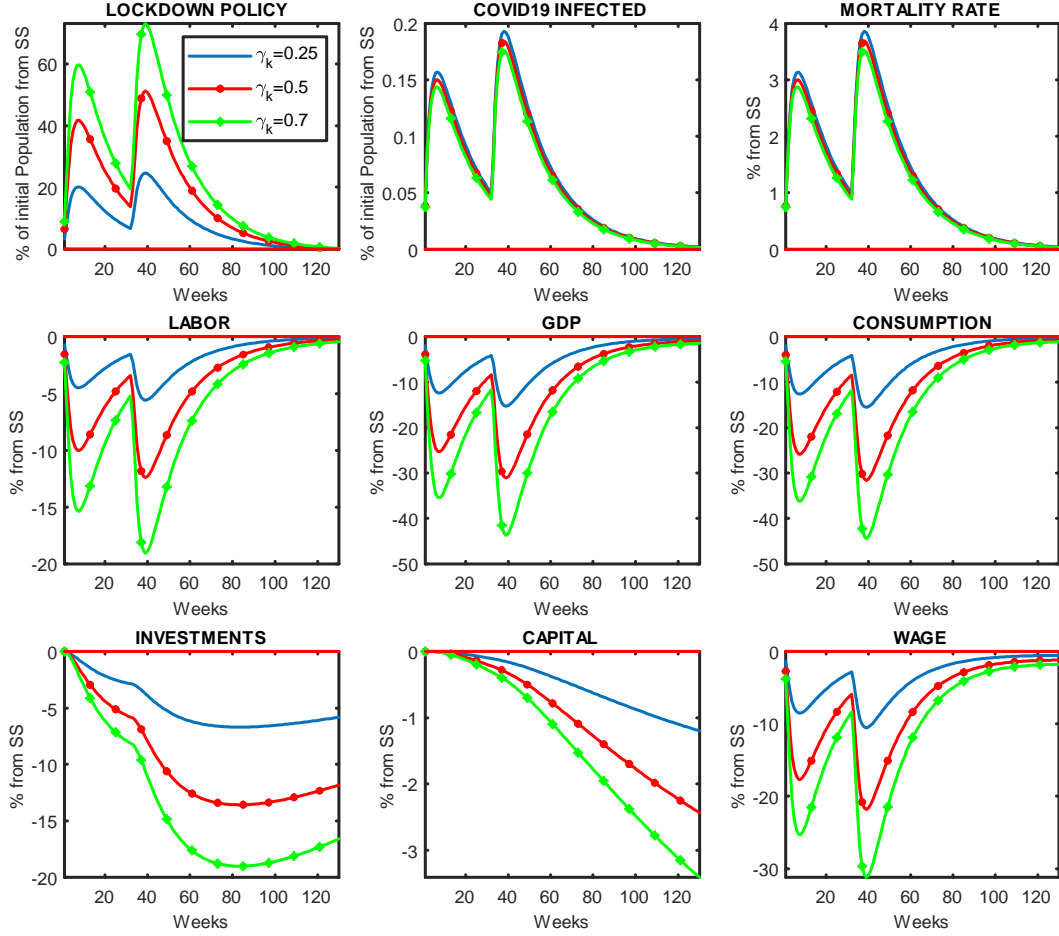 LOCKDOWN POLICY
% of initial Population from SS
60
40
20
0
γk=0.25
γk=0.5
γk=0.7
20 40 60 80 100 120
Weeks
COVID19 INFECTED
% of initial Population from SS
0.2
0.15
0.10
0.05
0
20 40 60 80 100 120
Weeks
MORTALITY RATE
% from SS
4
3
2
1
0
20 40 60 80 100 120
Weeks
LABOR
% from SS
0
-5
-10
-15
-20
20 40 60 80 100 120
Weeks
GDP
% from SS
0
-10
-20
-30
-40
-50
20 40 60 80 100 120
Weeks
CONSUMPTION
% from SS
0
-10
-20
-30
-40
-50
20 40 60 80 100 120
Weeks
INVESTMENTS
% from SS
0
-5
-10
-15
-20
20 40 60 80 100 120
Weeks
CAPITAL
% from SS
0
-1
-2
-3
20 40 60 80 100 120
Weeks
WAGE
% from SS
0
-10
-20
-30
20 40 60 80 100 120
Weeks